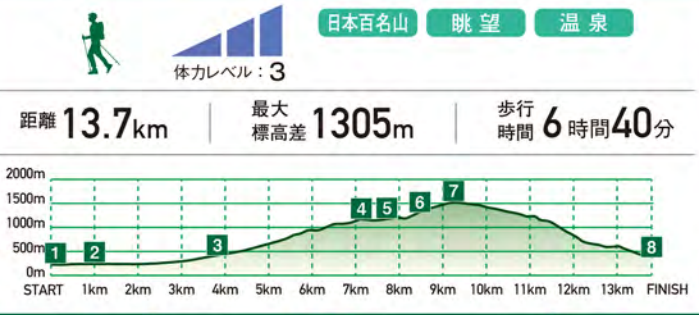 日本百名山 眺望 温泉
体力レベル：3
距離 13.7km 最大標高差 1305m 歩行時間 6時間40分
2000m
1500m
1000m
500m
0m
1 2 3 4 5 6 7 8
START 1km 2km 3km 4km 5km 6km 7km 8km 9km 10km 11km 12km 13km FINISH